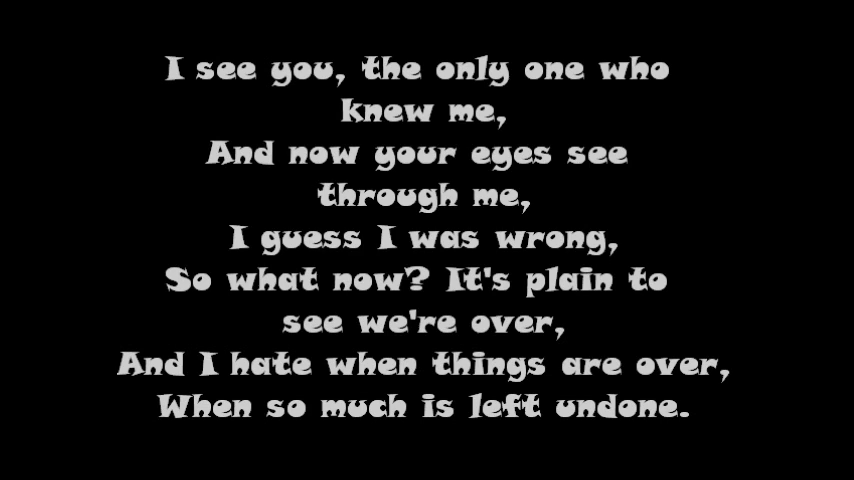 I see you, the only one who
knew me,
And now your eyes see
through me,
I guess I was wrong,
So what now? It's plain to
see we're over,
And I hate when things are over,
When so much is left undone.